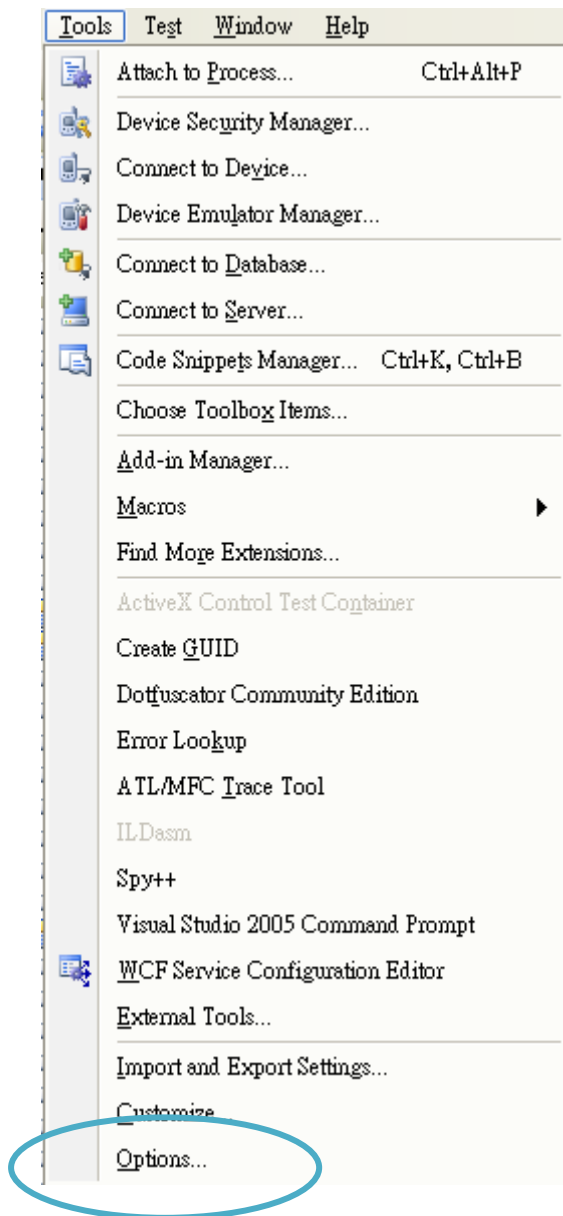 Tools Test Window Help
Attach to Process... Ctrl+Alt+P
Device Security Manager...
Connect to Device...
Device Emulator Manager...
Connect to Database...
Connect to Server...
Code Snippets Manager... Ctrl+K, Ctrl+B
Choose Toolbox Items...
Add-in Manager...
Macros
Find More Extensions...
ActiveX Control Test Container
Create GUID
Dotfuscator Community Edition
Error Lookup
ATL/MFC Trace Tool
ILDasm
Spy++
Visual Studio 2005 Command Prompt
WCF Service Configuration Editor
External Tools...
Import and Export Settings...
Customize...
Options...